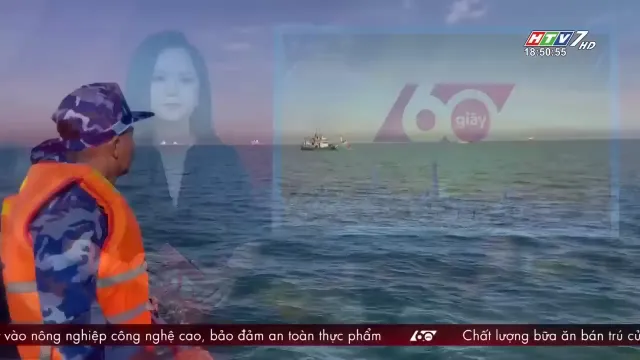 HTV7 HD
18:50:55
60 giây
vào nông nghiệp công nghệ cao, bảo đảm an toàn thực phẩm 60 Chất lượng bữa ăn bán trú